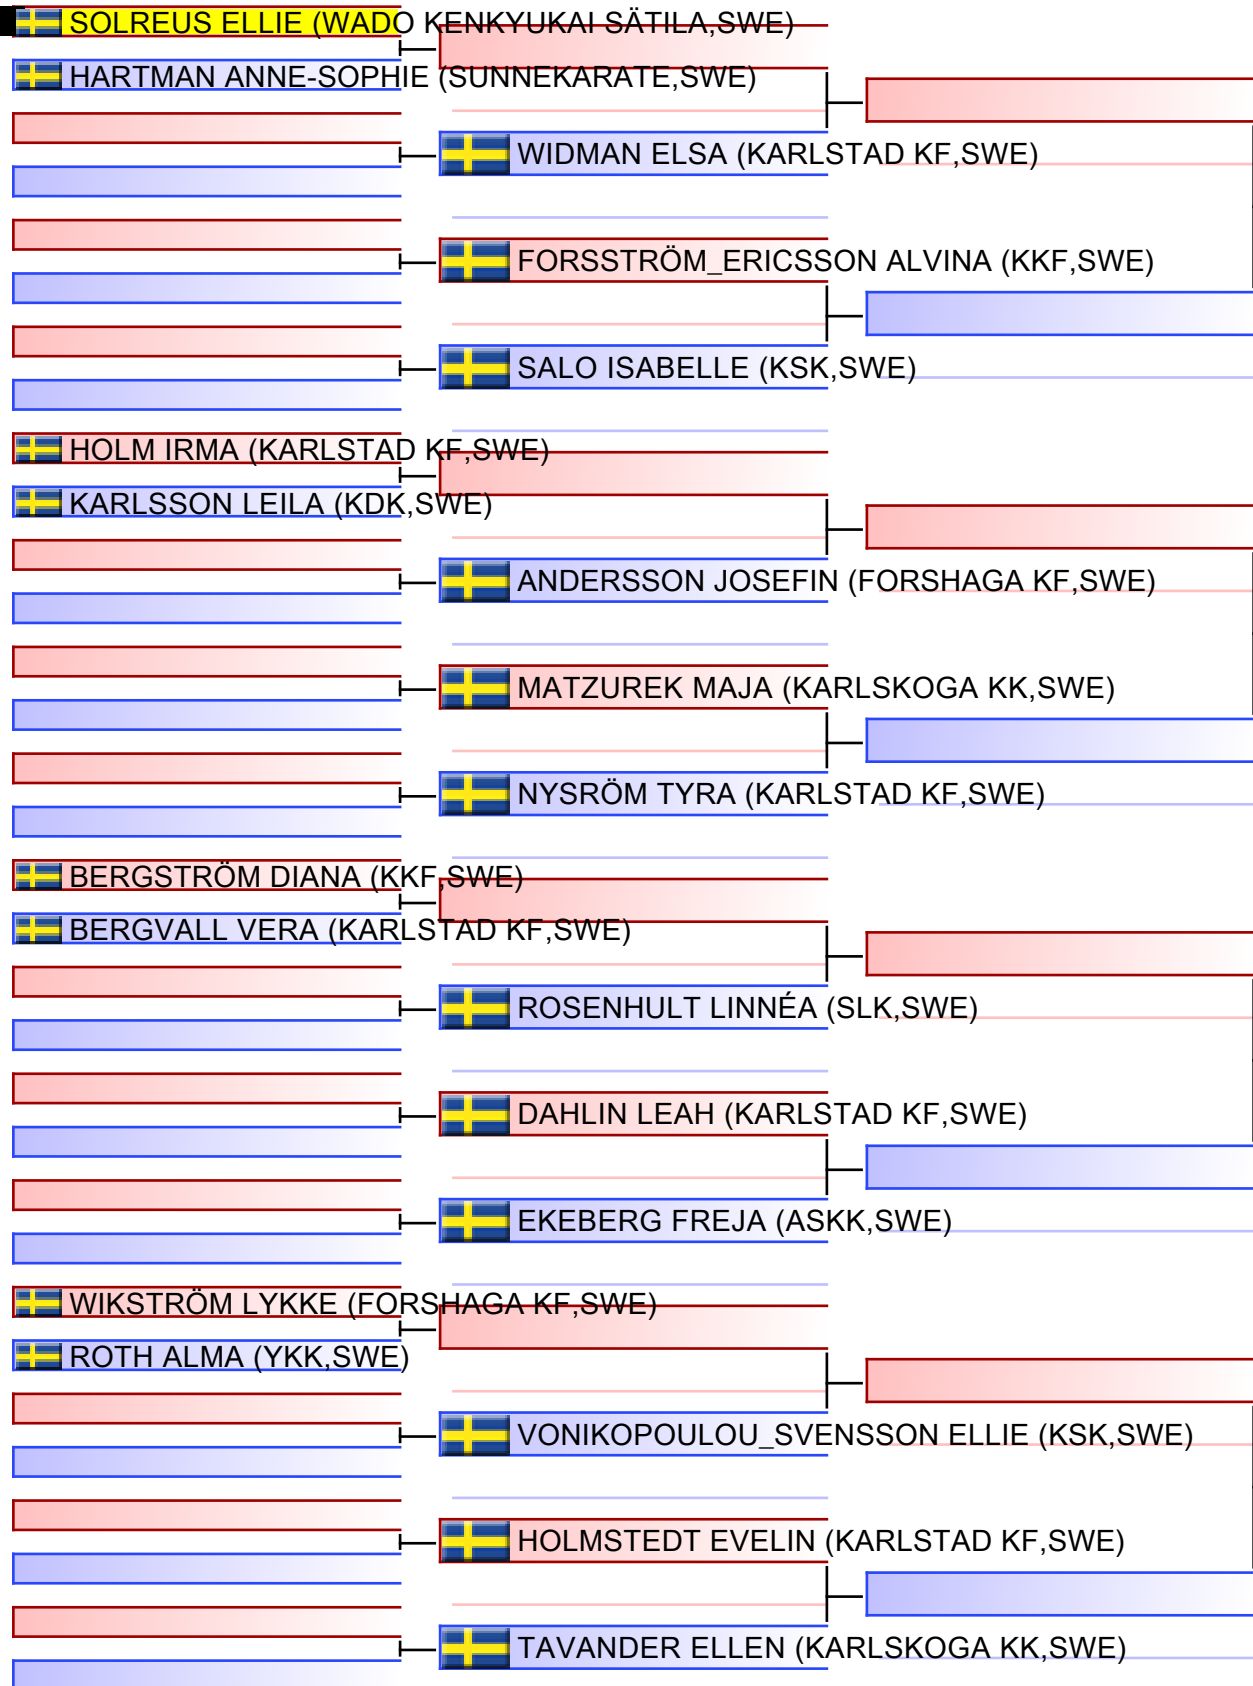 SOLREUS ELLIE (WADO KENKYUKAI SÄTILA,SWE)
HARTMAN ANNE-SOPHIE (SUNNEKARATE,SWE)
WIDMAN ELSA (KARLSTAD KF,SWE)
FORSSTRÖM_ERICSSON ALVINA (KKF,SWE)
SALO ISABELLE (KSK,SWE)
HOLM IRMA (KARLSTAD KF,SWE)
KARLSSON LEILA (KDK,SWE)
ANDERSSON JOSEFIN (FORSHAGA KF,SWE)
MATZUREK MAJA (KARLSKOGA KK,SWE)
NYSRÖM TYRA (KARLSTAD KF,SWE)
BERGSTRÖM DIANA (KKF,SWE)
BERGVALL VERA (KARLSTAD KF,SWE)
ROSENHULT LINNÉA (SLK,SWE)
DAHLIN LEAH (KARLSTAD KF,SWE)
EKEBERG FREJA (ASKK,SWE)
WIKSTRÖM LYKKE (FORSHAGA KF,SWE)
ROTH ALMA (YKK,SWE)
VONIKOPOULOU_SVENSSON ELLIE (KSK,SWE)
HOLMSTEDT EVELIN (KARLSTAD KF,SWE)
TAVANDER ELLEN (KARLSKOGA KK,SWE)